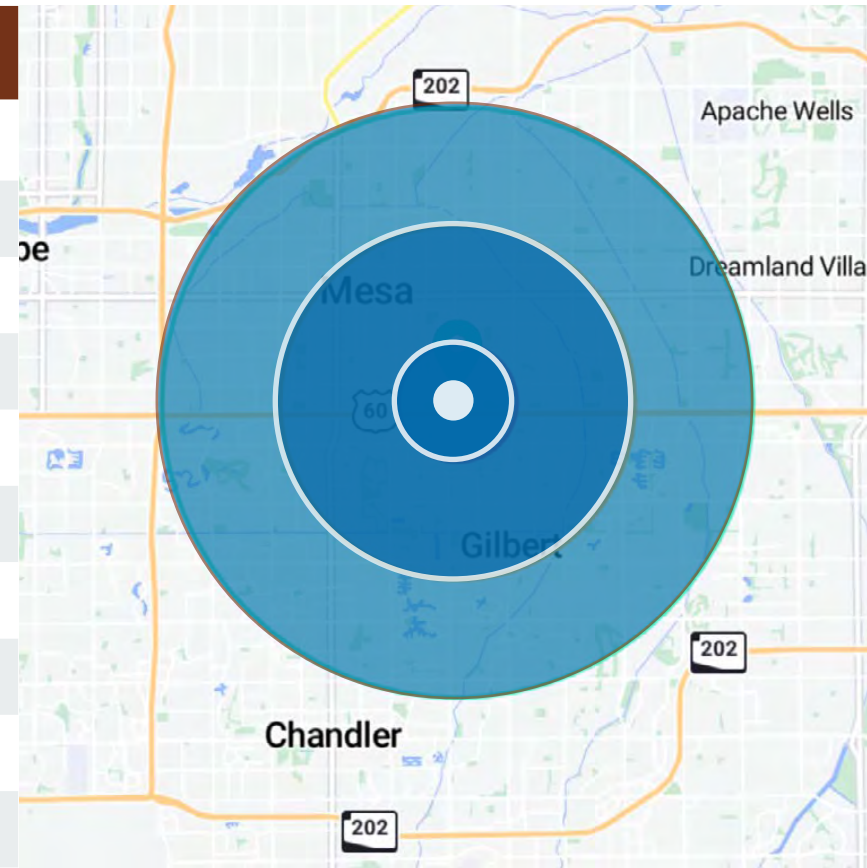 202
Apache Wells
pe
Dreamland Villa
Mesa
60
Gilbert
202
Chandler
202